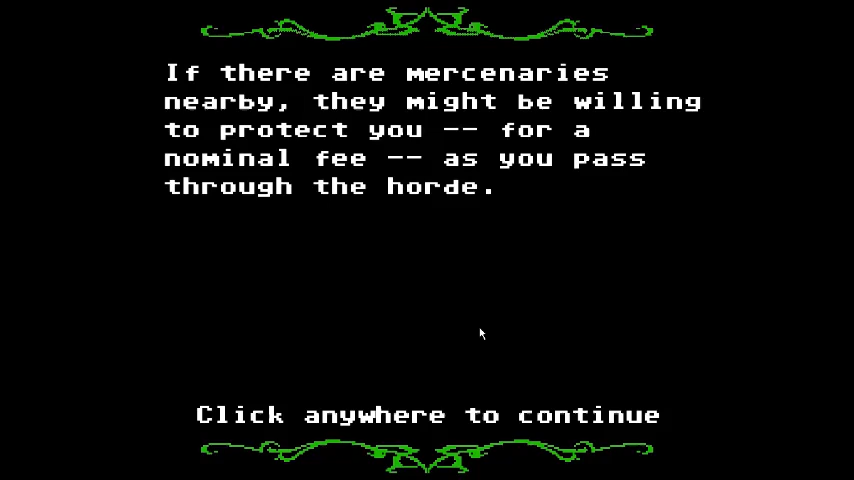 If there are mercenaries
nearby, they might be willing
to protect you -- for a
nominal fee -- as you pass
through the horde.
Click anywhere to continue